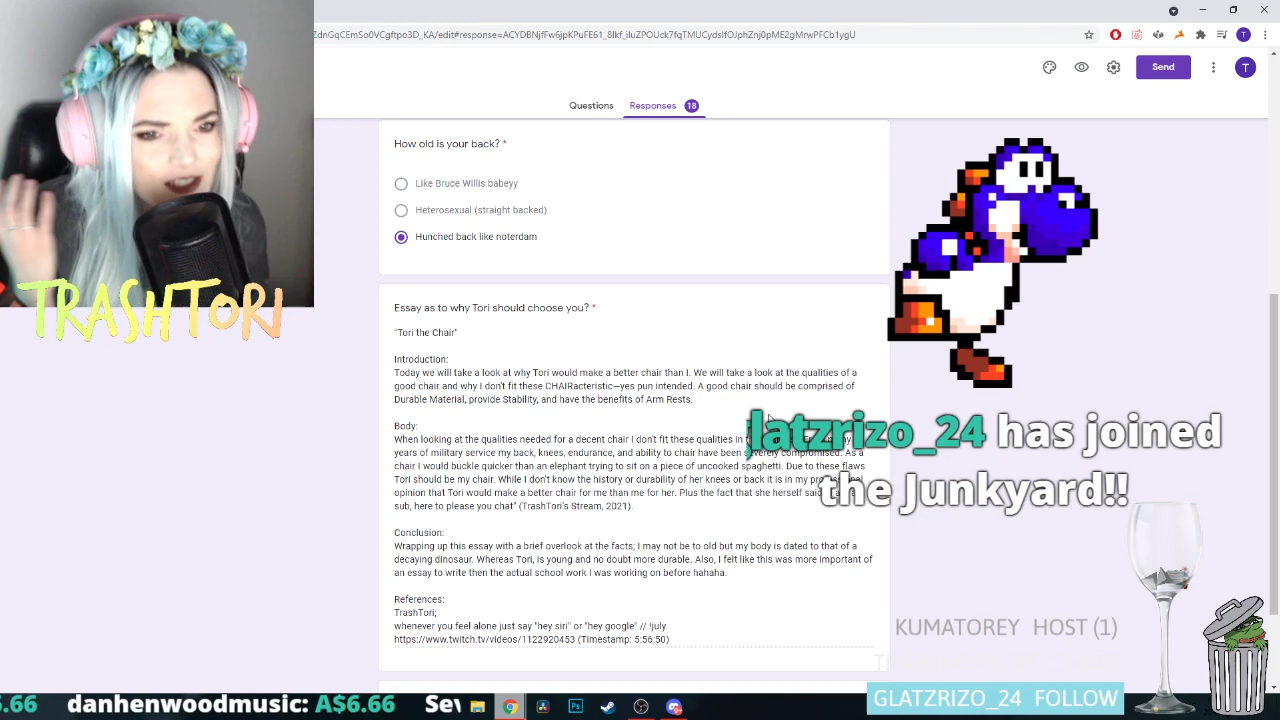 ZdnGqCEmSo0VCgftpo3D_KA/edit#response=ACYDBNjfFw6jpKPuFE61_8lkf_iluZPOUck7fqTMUCydsIfOJphZnj0pME2gMrwPFCb1ygU
Send
T
Questions Responses 18
How old is your back? *
Like Bruce Willis babeyy
Heterosexual (straight backed)
Hunched back like noterdam
TRASHTORI
Essay as to why Tori should choose you? *
"Tori the Chair"
Introduction:
Today we will take a look at why Tori would make a better chair than I. We will take a look at the qualities of a
good chair and why I don't fit these CHAIRacteristic—yes pun intended. A good chair should be comprised of
Durable Material, provide Stability, and have the benefits of Arm Rests.
Body:
When looking at the qualities needed for a decent chair I don't fit these qualities in
years of military service my back, knees, endurance, and ability to chair have been severely compromised. As a
chair I would buckle quicker than an elephant trying to sit on a piece of uncooked spaghetti. Due to these flaws
Tori should be my chair. While I don't know the history or durability of her knees or back it is in my professional
opinion that Tori would make a better chair for me than me for her. Plus the fact that she herself said
sub, here to please you chat" (TrashTori's Stream, 2021).
Conclusion:
Wrapping up this essay with a brief overlook at the facts; I may not be to old but my body is dated to that of a
decaying dinosaur. Whereas Tori, is young and no doubt more durable. Also, I felt like this was more important of
an essay to write then the actual school work I was working on before hahaha.
References:
TrashTori;
whenever you feel alone just say "hey siri" or "hey google" // !july
https://www.twitch.tv/videos/1122920453 (Timestamp: 5:56:50)
latzrizo_24 has joined
the Junkyard!!
KUMATOREY HOST (1)
GLATZRIZO_24 FOLLOW
.66 danhenwoodmusic: A$6.66 Sev